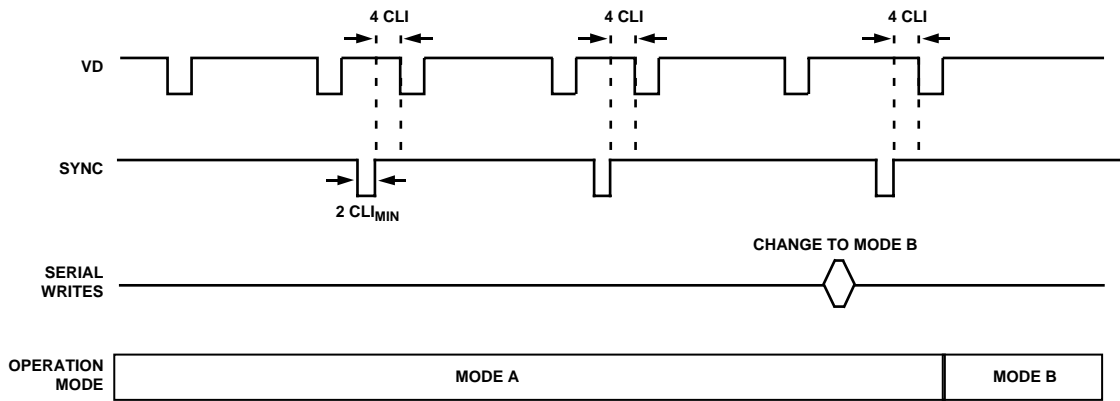 4 CLI
4 CLI
4 CLI
VD
SYNC
2 CLIMIN
CHANGE TO MODE B
SERIAL
WRITES
OPERATION
MODE
MODE A
MODE B